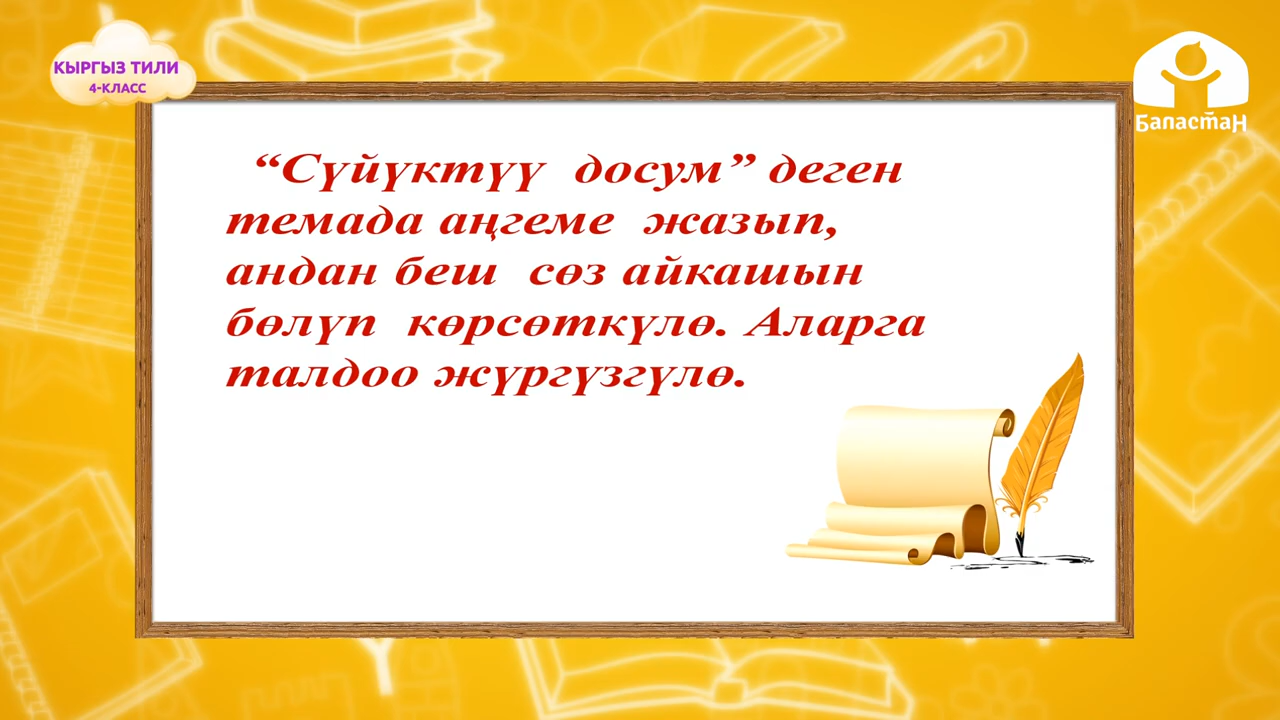 КЫРГЫЗ ТИЛИ
4-КЛАСС
Баластан
“Сүйүктүү досум” деген
темада аңгеме жазып,
андан беш сөз айкашын
бөлүп көрсөткүлө. Аларга
талдоо жүргүзгүлө.